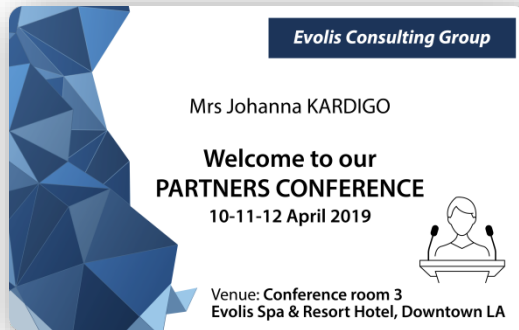 Evolis Consulting Group
Mrs Johanna KARDIGO
Welcome to our
PARTNERS CONFERENCE
10-11-12 April 2019
Venue: Conference room 3
Evolis Spa & Resort Hotel, Downtown LA